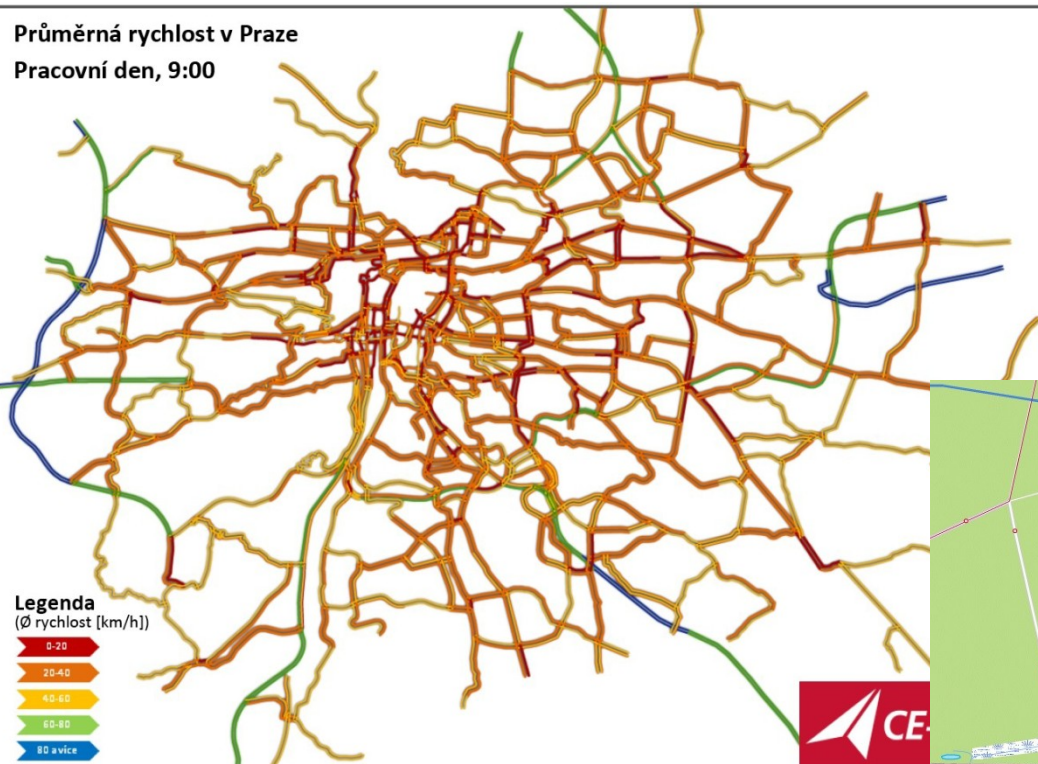 Průměrná rychlost v Praze
Pracovní den, 9:00
Legenda
(Ø rychlost [km/h])
0-20
20-40
40-60
60-80
80 a více
CE-